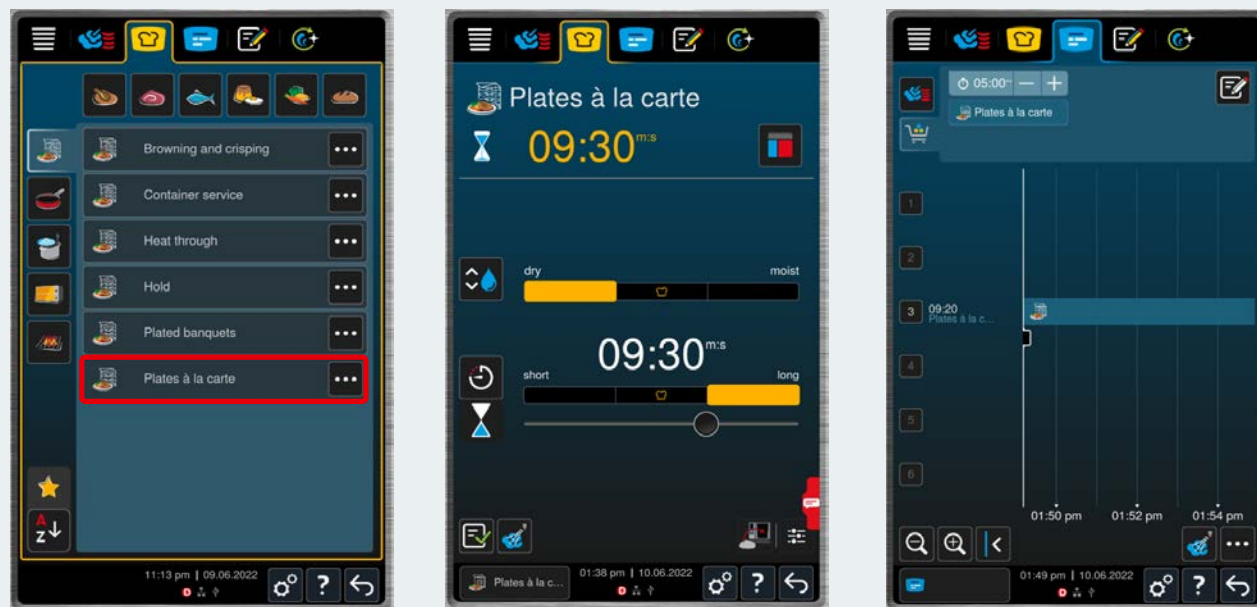 Browning and crisping
Container service
Heat through
Hold
Plated banquets
Plates à la carte
A
Z
11:13 pm | 09.06.2022
D
?
Plates à la carte
09:30 m:s
dry
moist
09:30 m:s
short
long
Plates à la c...
01:38 pm | 10.06.2022
D
?
05:00
— +
Plates à la carte
1
2
3
09:20
Plates à la c...
4
5
6
01:50 pm
01:52 pm
01:54 pm
01:49 pm | 10.06.2022
D
?